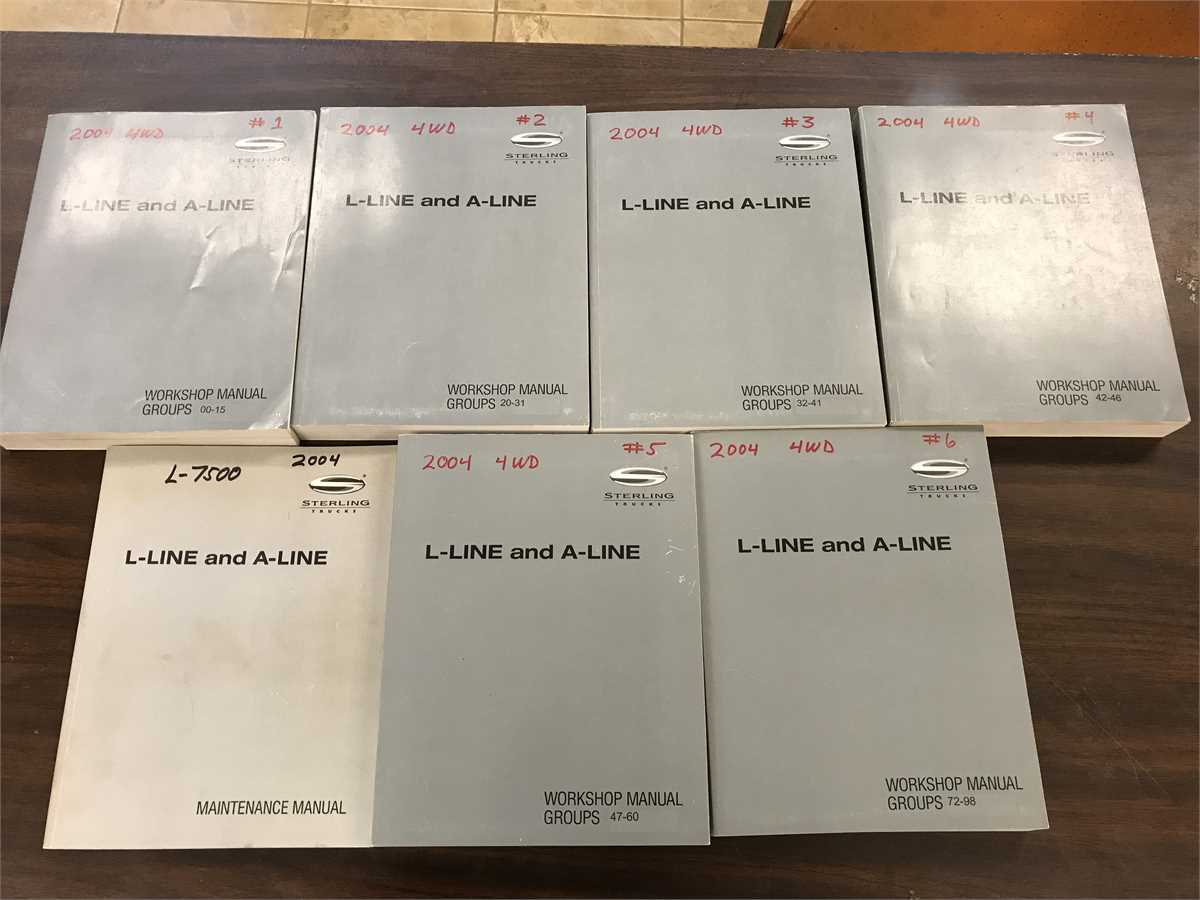 2004 4WD #1
STERLING
TRUCKS
L-LINE and A-LINE
WORKSHOP MANUAL
GROUPS 00-15
2004 4WD #2
STERLING
TRUCKS
L-LINE and A-LINE
WORKSHOP MANUAL
GROUPS 20-31
2004 4WD #3
STERLING
TRUCKS
L-LINE and A-LINE
WORKSHOP MANUAL
GROUPS 32-41
2004 4WD #4
STERLING
TRUCKS
L-LINE and A-LINE
WORKSHOP MANUAL
GROUPS 42-46
L-7500 2004
STERLING
TRUCKS
L-LINE and A-LINE
MAINTENANCE MANUAL
2004 4WD #5
STERLING
TRUCKS
L-LINE and A-LINE
WORKSHOP MANUAL
GROUPS 47-60
2004 4WD #6
STERLING
TRUCKS
L-LINE and A-LINE
WORKSHOP MANUAL
GROUPS 72-98